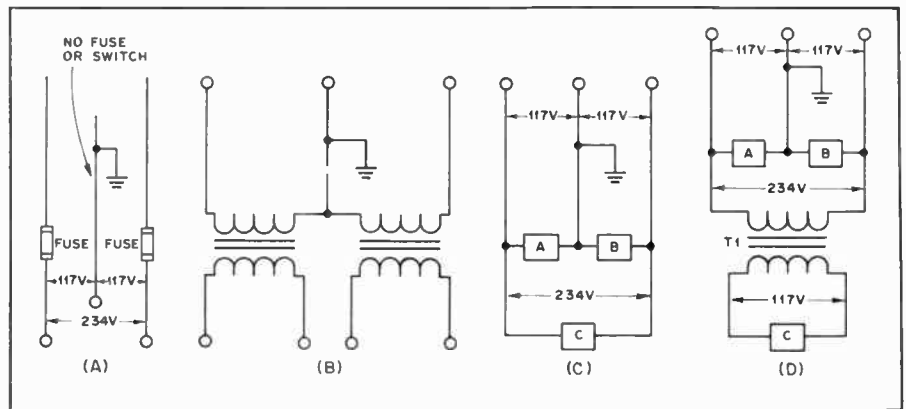 NO FUSE
OR SWITCH
FUSE FUSE
117V 117V
234V
(A)
(B)
117V 117V
A B
234V
C
(C)
117V 117V
A B
234V
T1
117V
C
(D)